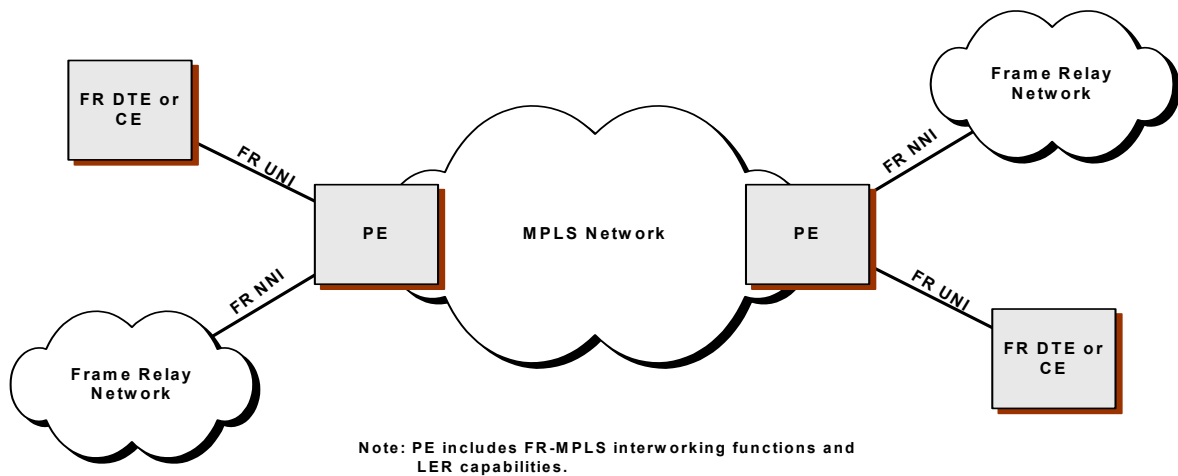 FR DTE or
CE
FR UNI
PE
FR NNI
Frame Relay
Network
MPLS Network
Frame Relay
Network
FR NNI
PE
FR UNI
FR DTE or
CE
Note: PE includes FR-MPLS interworking functions and
LER capabilities.